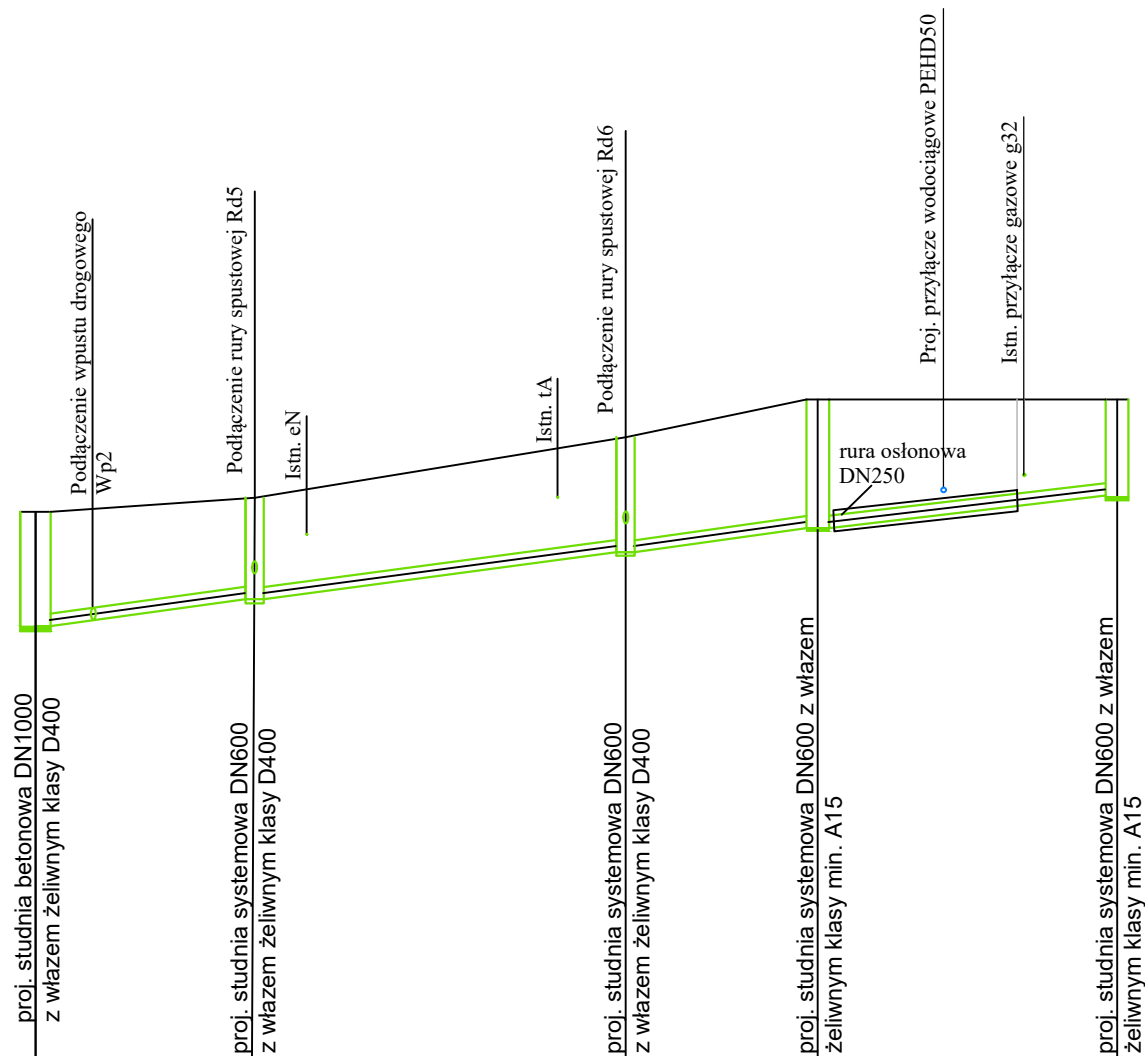 Podłączenie wpustu drogowego
Wp2
Podłączenie rury spustowej Rd5
Istn. eN
Istn. tA
Podłączenie rury spustowej Rd6
Proj. przyłącze wodociągowe PEHD50
Istn. przyłącze gazowe g32
rura osłonowa
DN250
proj. studnia betonowa DN1000
z włazem żeliwnym klasy D400
proj. studnia systemowa DN600
z włazem żeliwnym klasy D400
proj. studnia systemowa DN600
z włazem żeliwnym klasy D400
proj. studnia systemowa DN600 z włazem
żeliwnym klasy min. A15
proj. studnia systemowa DN600 z włazem
żeliwnym klasy min. A15